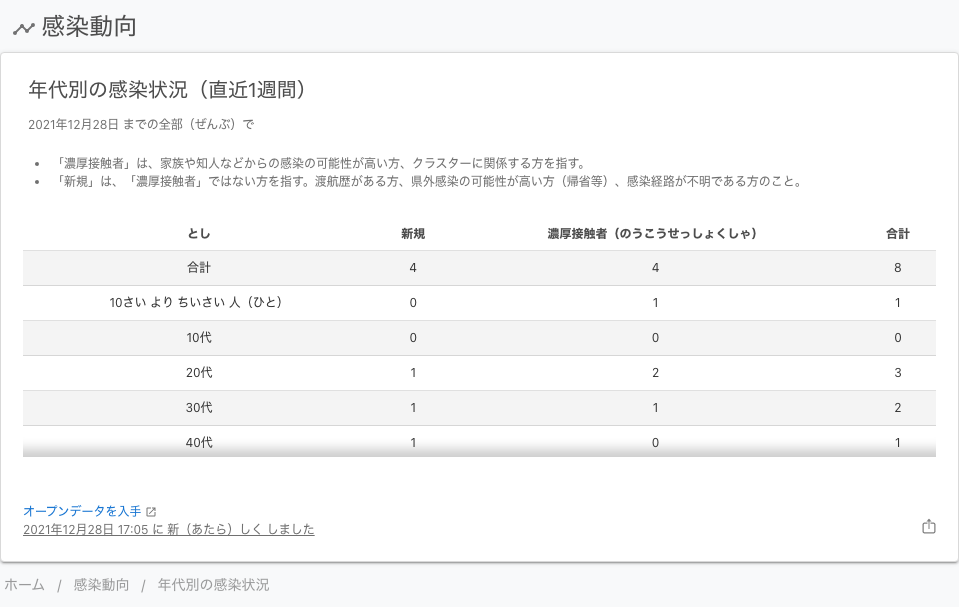 感染動向
年代別の感染状況（直近1週間）
2021年12月28日 までの全部（ぜんぶ）で
• 「濃厚接触者」は、家族や知人などからの感染の可能性が高い方、クラスターに関係する方を指す。
• 「新規」は、「濃厚接触者」ではない方を指す。渡航歴がある方、県外感染の可能性が高い方（帰省等）、感染経路が不明である方のこと。
とし 新規 濃厚接触者（のうこうせっしょくしゃ） 合計
合計 4 4 8
10さい より ちいさい 人（ひと） 0 1 1
10代 0 0 0
20代 1 2 3
30代 1 1 2
40代 1 0 1
オープンデータを入手
2021年12月28日 17:05 に 新（あたら）しく しました
ホーム / 感染動向 / 年代別の感染状況